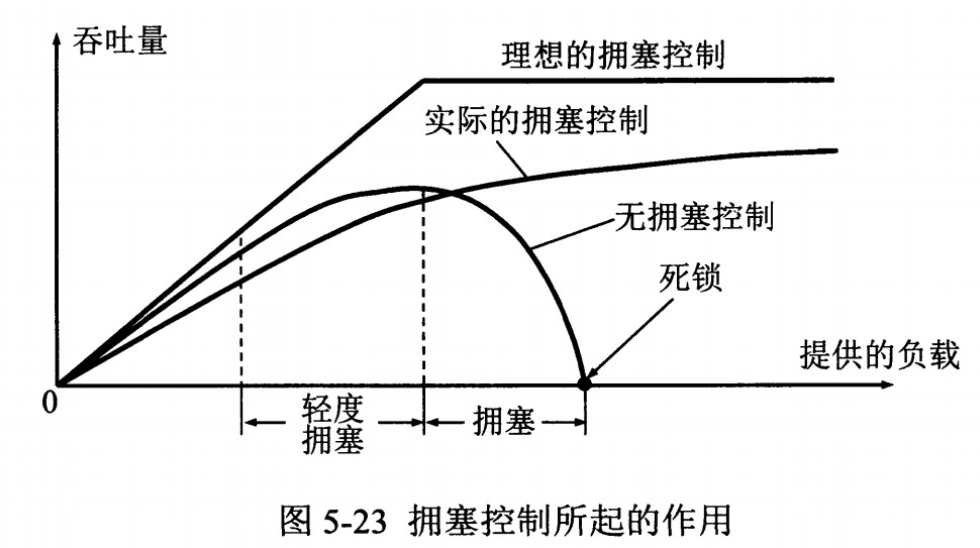 吞吐量
理想的拥塞控制
实际的拥塞控制
无拥塞控制
死锁
提供的负载
0
轻度
拥塞
拥塞
图 5-23 拥塞控制所起的作用